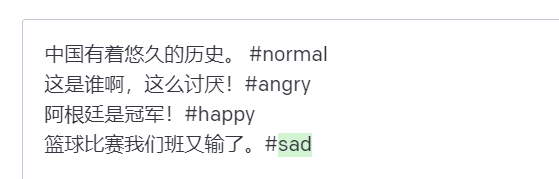 中国有着悠久的历史。 #normal
这是谁啊，这么讨厌！#angry
阿根廷是冠军！#happy
篮球比赛我们班又输了。#sad